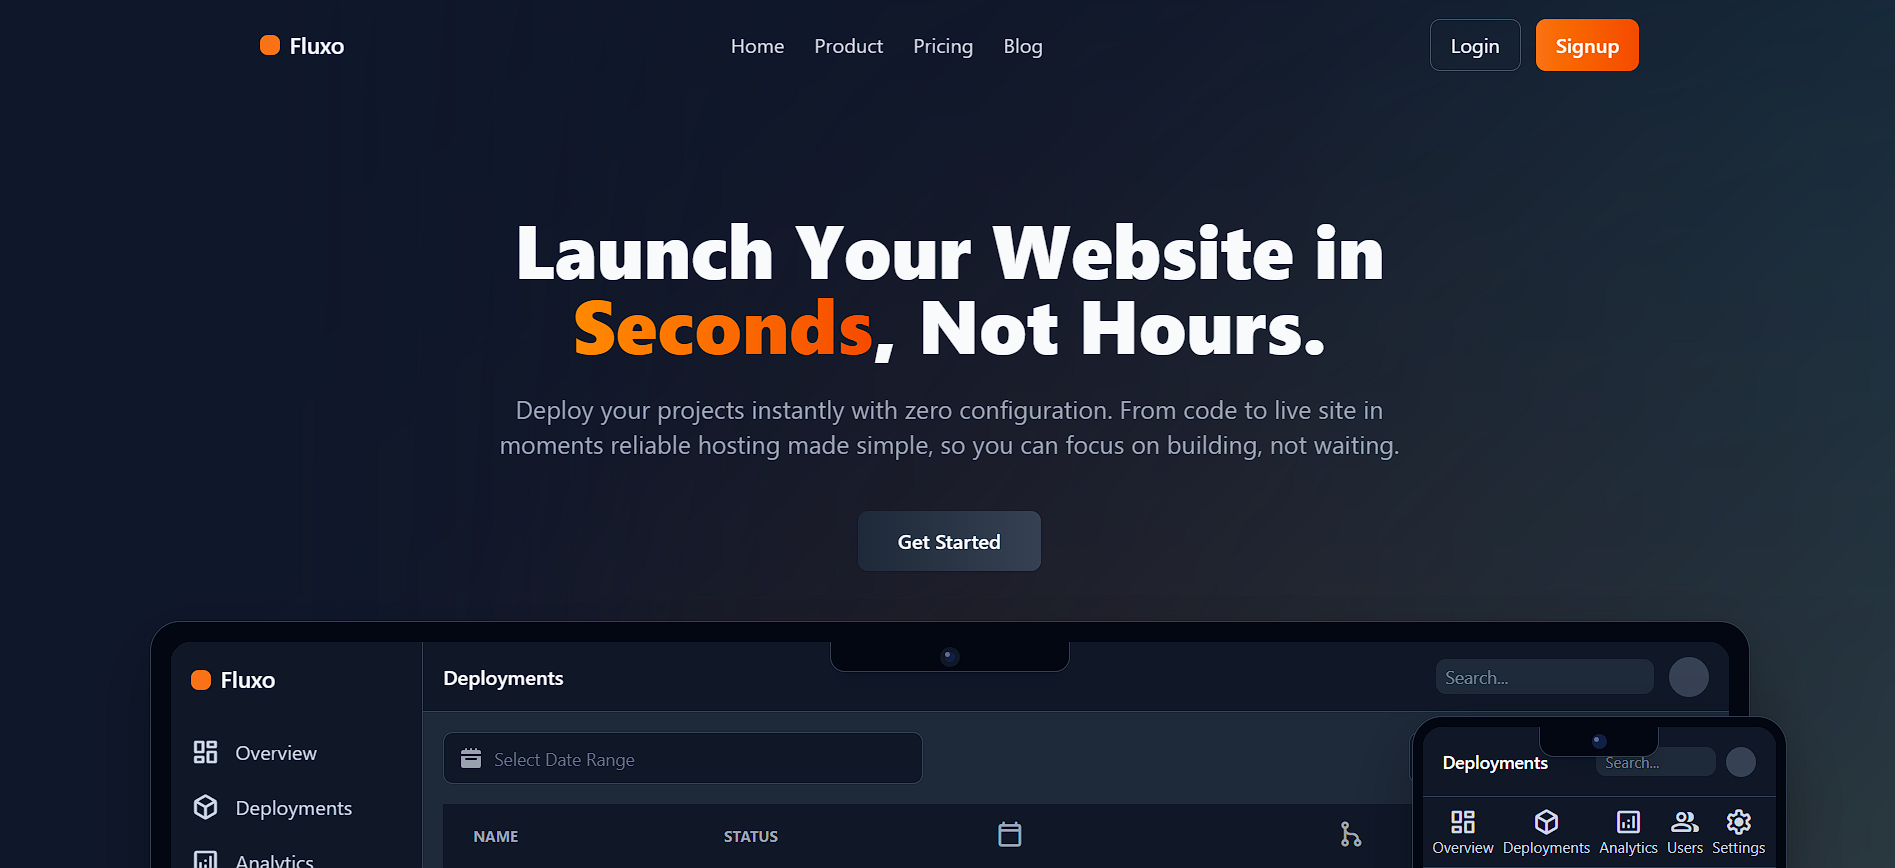 Fluxo
Home Product Pricing Blog
Login Signup
Launch Your Website in
Seconds, Not Hours.
Deploy your projects instantly with zero configuration. From code to live site in
moments reliable hosting made simple, so you can focus on building, not waiting.
Get Started
Fluxo
Overview
Deployments
Analytics
Deployments
Search...
Select Date Range
NAME STATUS
Deployments
Search...
Overview Deployments Analytics Users Settings